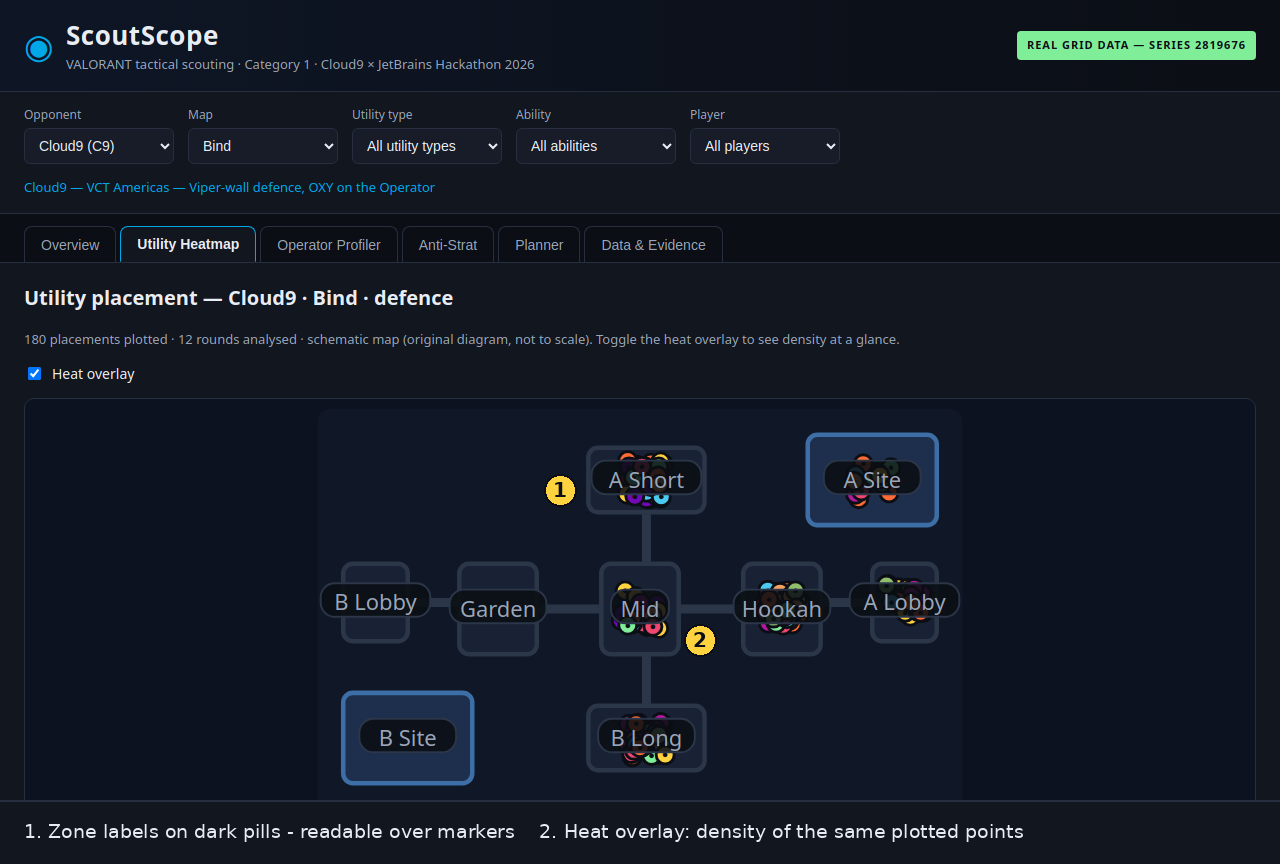 ScoutScope
VALORANT tactical scouting · Category 1 · Cloud9 × JetBrains Hackathon 2026
REAL GRID DATA — SERIES 2819676
Opponent Map Utility type Ability Player
Cloud9 (C9) Bind All utility types All abilities All players
Cloud9 — VCT Americas — Viper-wall defence, OXY on the Operator
Overview Utility Heatmap Operator Profiler Anti-Strat Planner Data & Evidence
Utility placement — Cloud9 · Bind · defence
180 placements plotted · 12 rounds analysed · schematic map (original diagram, not to scale). Toggle the heat overlay to see density at a glance.
Heat overlay
A Short A Site
1
B Lobby Garden Mid Hookah A Lobby
2
B Site B Long
1. Zone labels on dark pills - readable over markers 2. Heat overlay: density of the same plotted points